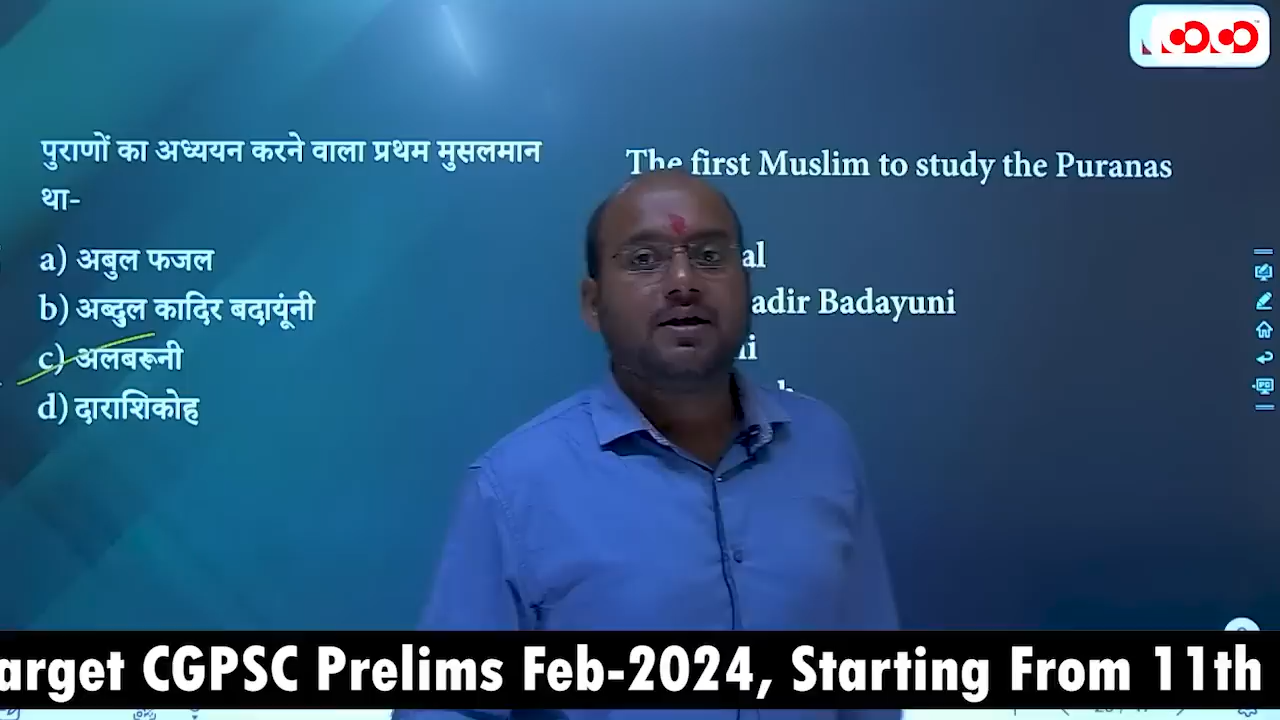 पुराणों का अध्ययन करने वाला प्रथम मुसलमान
था-
a) अबुल फजल
b) अब्दुल कादिर बदायूंनी
c) अलबरूनी
d) दाराशिकोह
The first Muslim to study the Puranas
al
adir Badayuni
ni
arget CGPSC Prelims Feb-2024, Starting From 11th